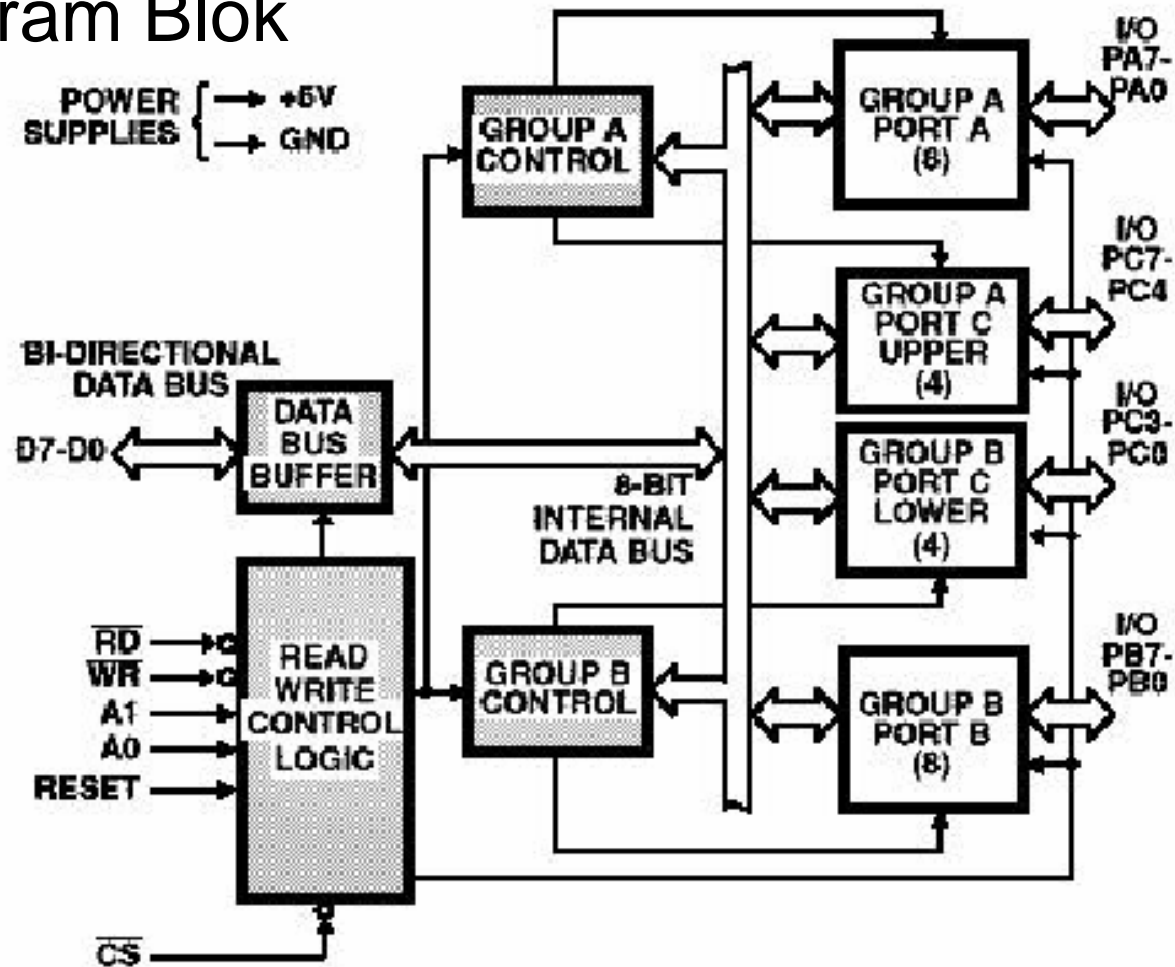 ram Blok
POWER
SUPPLIES
+5V
GND
GROUP A
CONTROL
GROUP A
PORT A
(8)
I/O
PA7-
PA0
GROUP A
PORT C
UPPER
(4)
I/O
PC7-
PC4
BI-DIRECTIONAL
DATA BUS
D7-D0
DATA
BUS
BUFFER
8-BIT
INTERNAL
DATA BUS
GROUP B
PORT C
LOWER
(4)
I/O
PC3-
PC0
RD
WR
A1
A0
RESET
READ
WRITE
CONTROL
LOGIC
GROUP B
CONTROL
GROUP B
PORT B
(8)
I/O
PB7-
PB0
CS